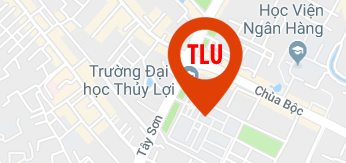 Học Viện
Ngân Hàng
TLU
Trường Đại
học Thủy Lợi
Chùa Bộc
Tây Sơn